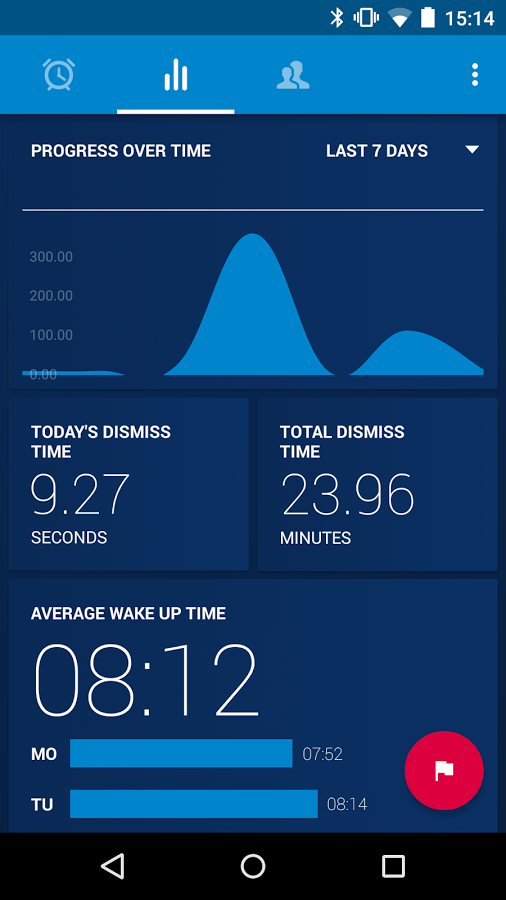 15:14
PROGRESS OVER TIME
LAST 7 DAYS
300.00
200.00
100.00
0.00
TODAY'S DISMISS
TIME
9.27
SECONDS
TOTAL DISMISS
TIME
23.96
MINUTES
AVERAGE WAKE UP TIME
08:12
MO 07:52
TU 08:14